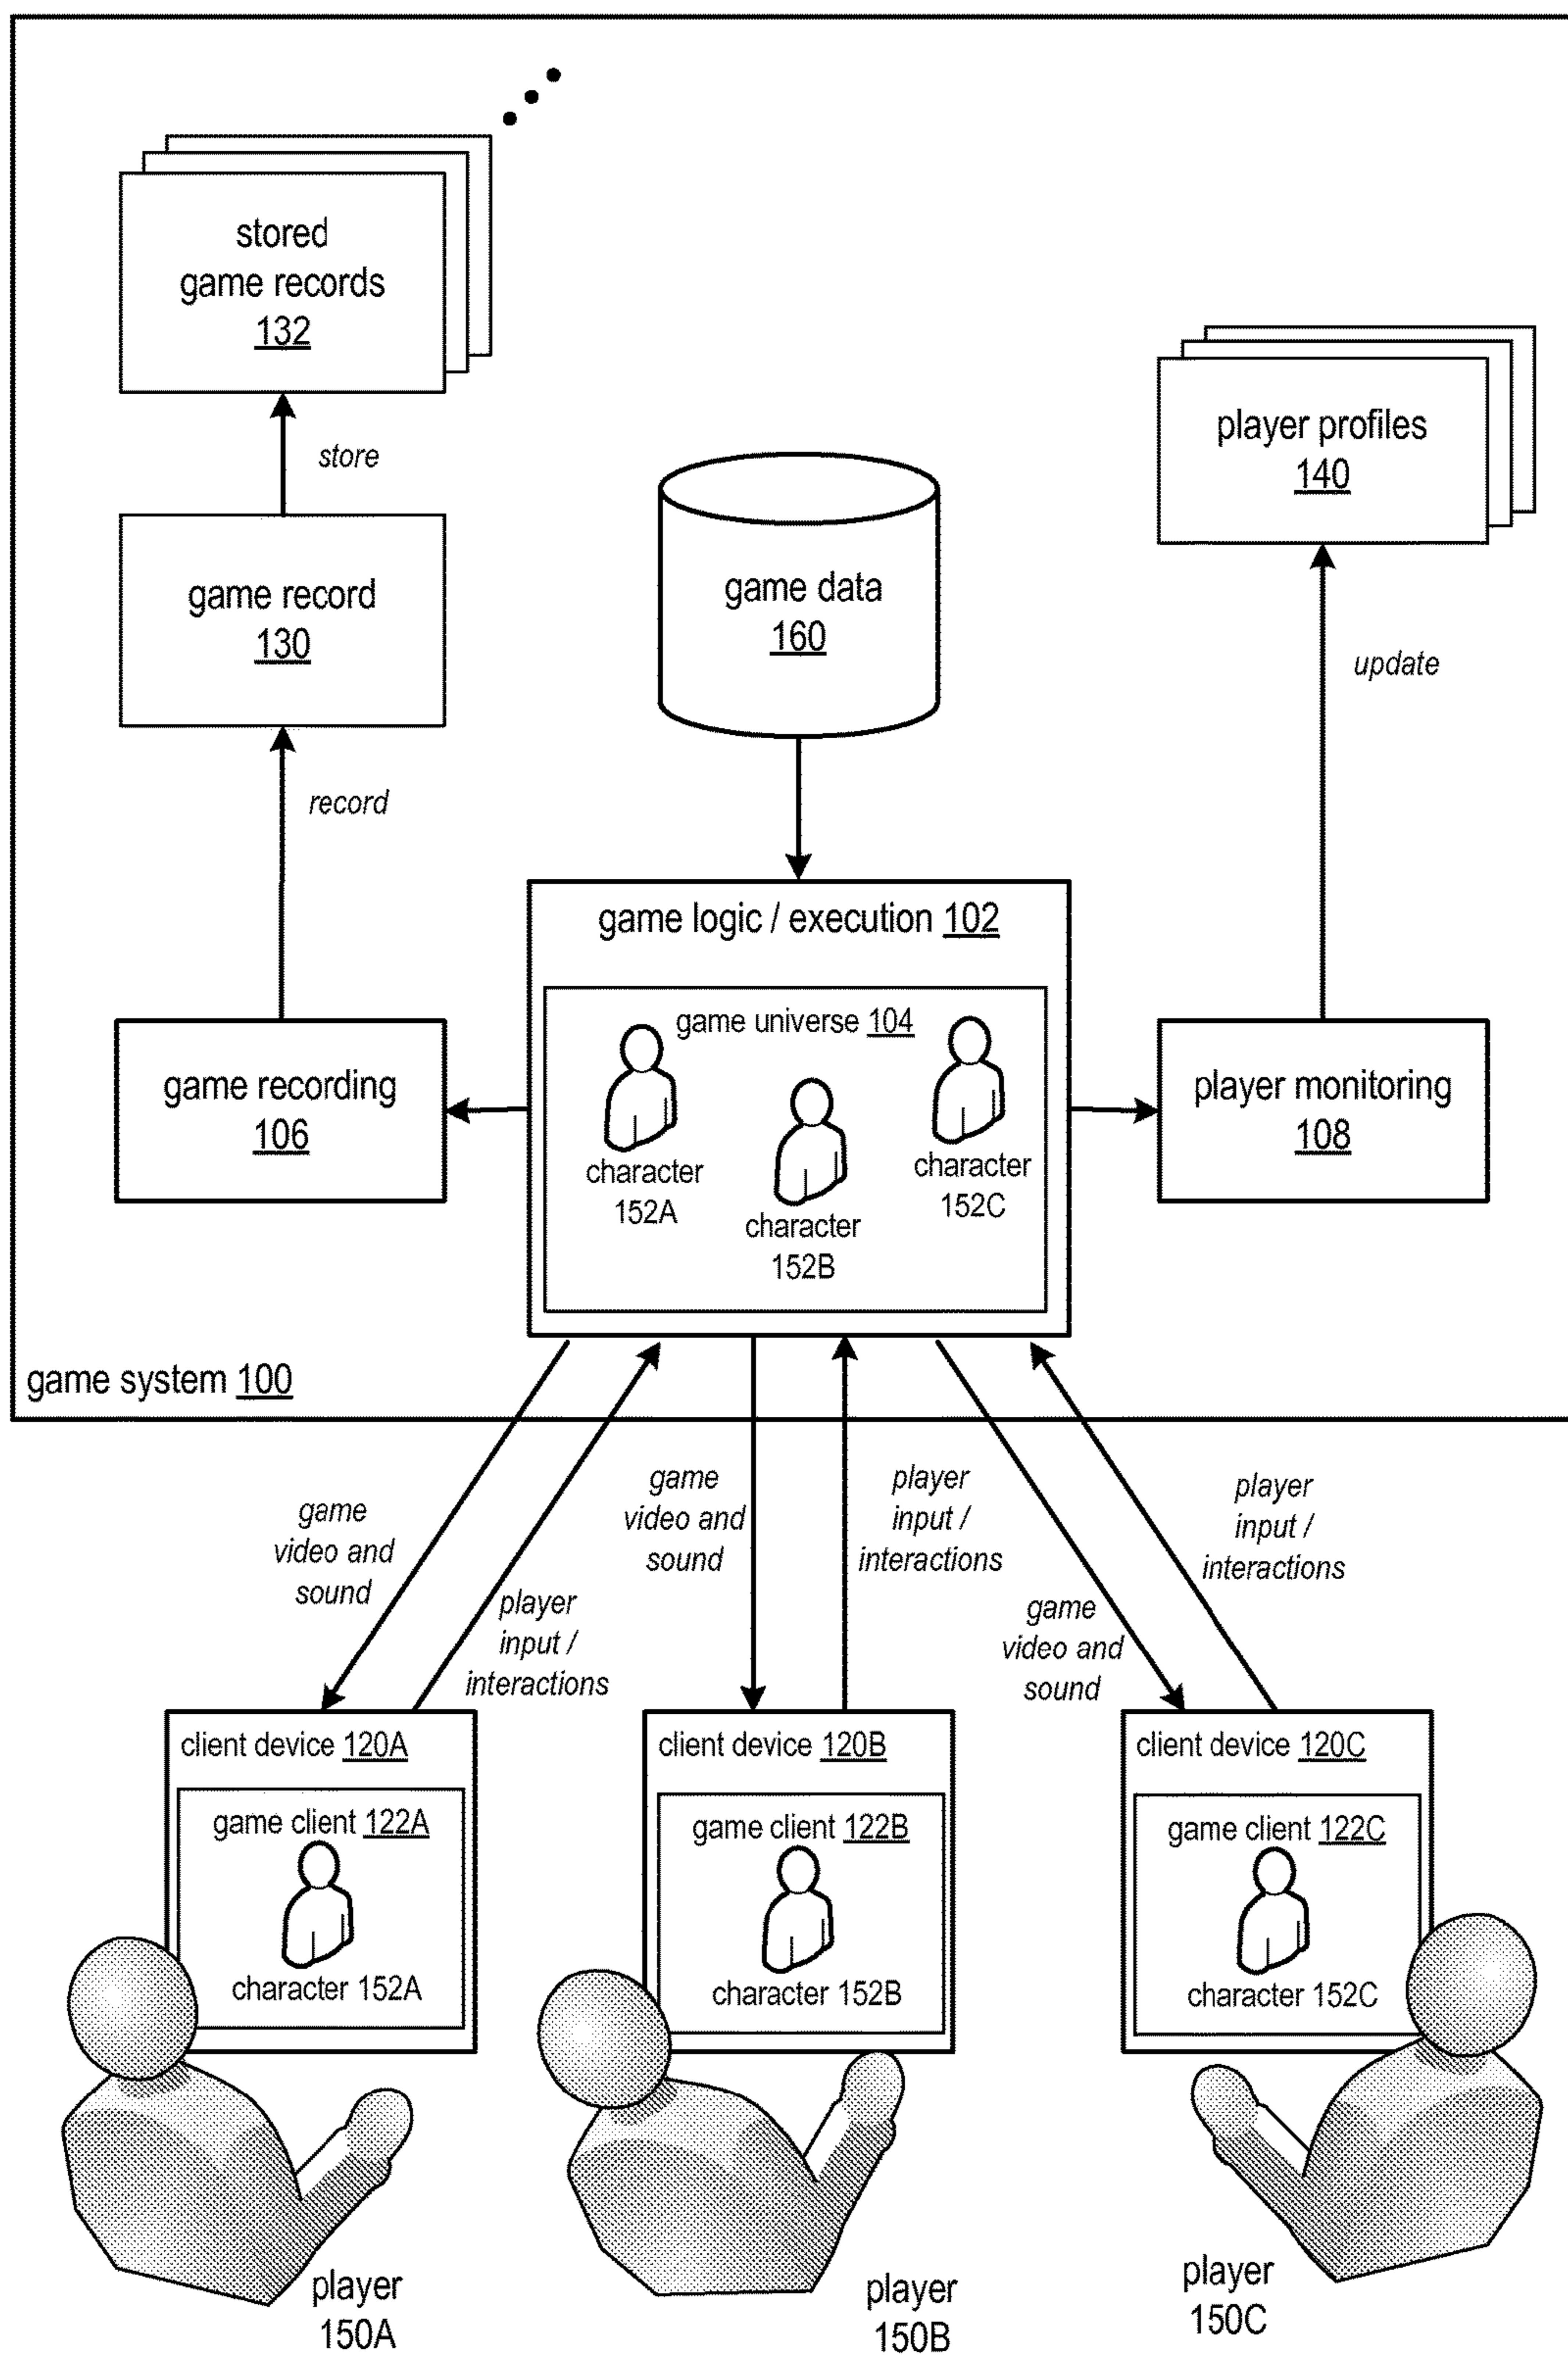 stored
game records
132
store
player profiles
140
game record
130
game data
160
update
record
game logic / execution 102
game universe 104
game recording
106
character
152A
character
152B
character
152C
player monitoring
108
game system 100
game
video and
sound
player
input /
interactions
game
video and
sound
player
input /
interactions
game
video and
sound
player
input /
interactions
client device 120A
game client 122A
character 152A
client device 120B
game client 122B
character 152B
client device 120C
game client 122C
character 152C
player
150A
player
150B
player
150C